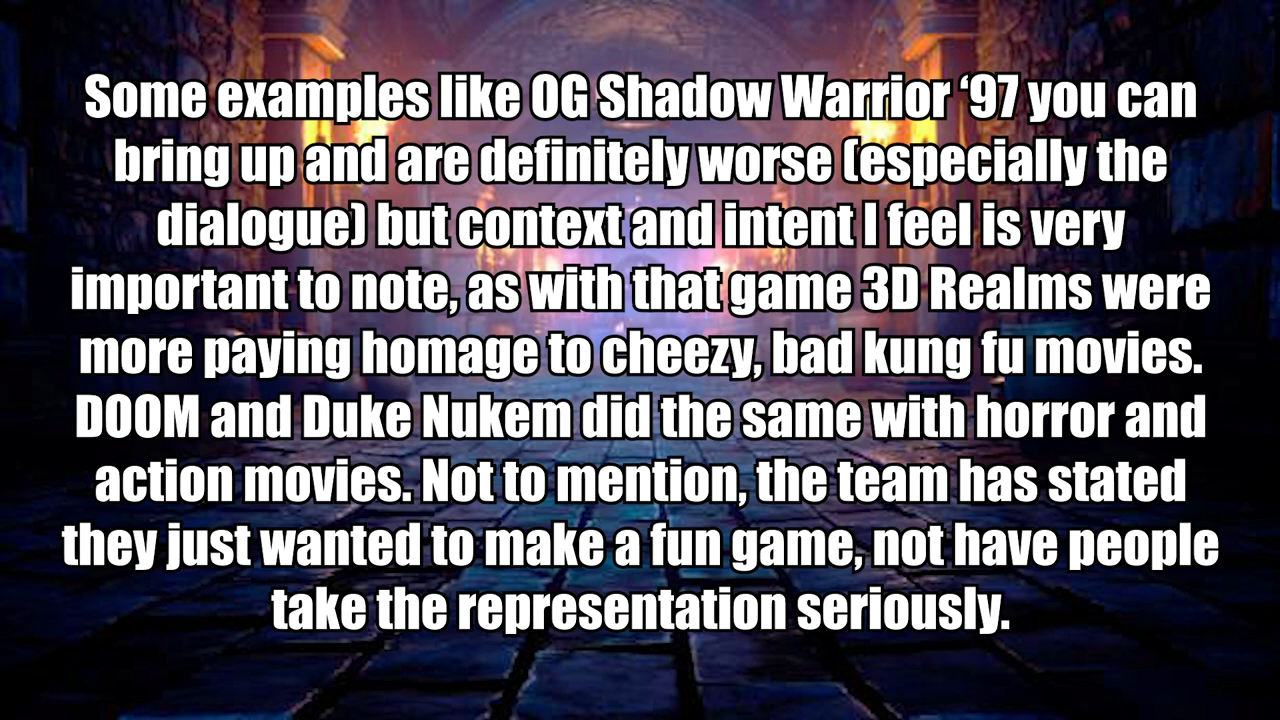 Some examples like OG Shadow Warrior ‘97 you can
bring up and are definitely worse (especially the
dialogue) but context and intent I feel is very
important to note, as with that game 3D Realms were
more paying homage to cheezy, bad kung fu movies.
DOOM and Duke Nukem did the same with horror and
action movies. Not to mention, the team has stated
they just wanted to make a fun game, not have people
take the representation seriously.